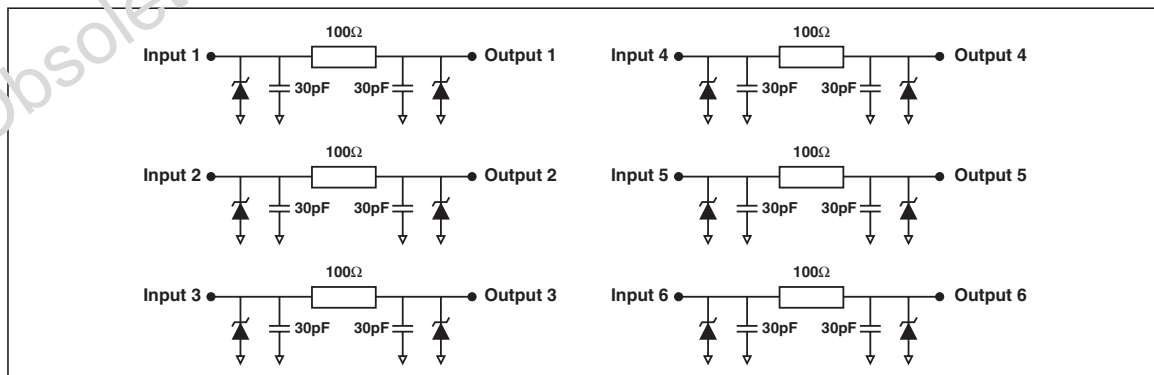 Obsolete
100Ω
Input 1
Output 1
30pF 30pF
100Ω
Input 4
Output 4
30pF 30pF
100Ω
Input 2
Output 2
30pF 30pF
100Ω
Input 5
Output 5
30pF 30pF
100Ω
Input 3
Output 3
30pF 30pF
100Ω
Input 6
Output 6
30pF 30pF